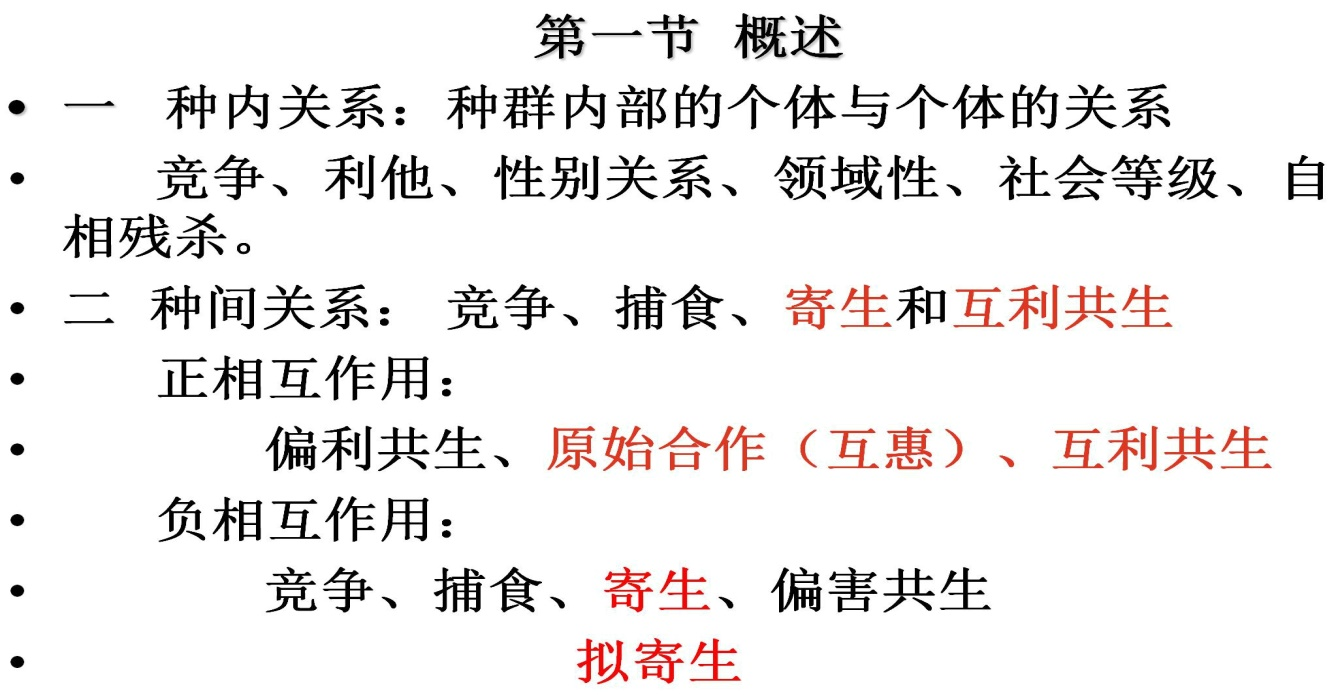 第一节 概述
• 一 种内关系：种群内部的个体与个体的关系
• 竞争、利他、性别关系、领域性、社会等级、自
相残杀。
• 二 种间关系： 竞争、捕食、寄生和互利共生
• 正相互作用：
• 偏利共生、原始合作（互惠）、互利共生
• 负相互作用：
• 竞争、捕食、寄生、偏害共生
• 拟寄生